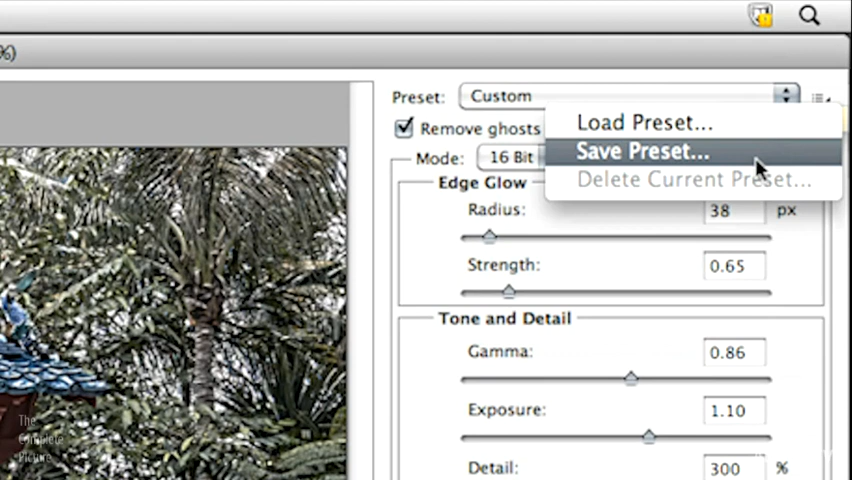 %)
Preset: Custom
Load Preset...
Remove ghosts
Save Preset...
Mode: 16 Bit
Delete Current Preset...
Edge Glow
Radius: 38 px
Strength: 0.65
Tone and Detail
Gamma: 0.86
Exposure: 1.10
Detail: 300 %
The
Complete
Picture